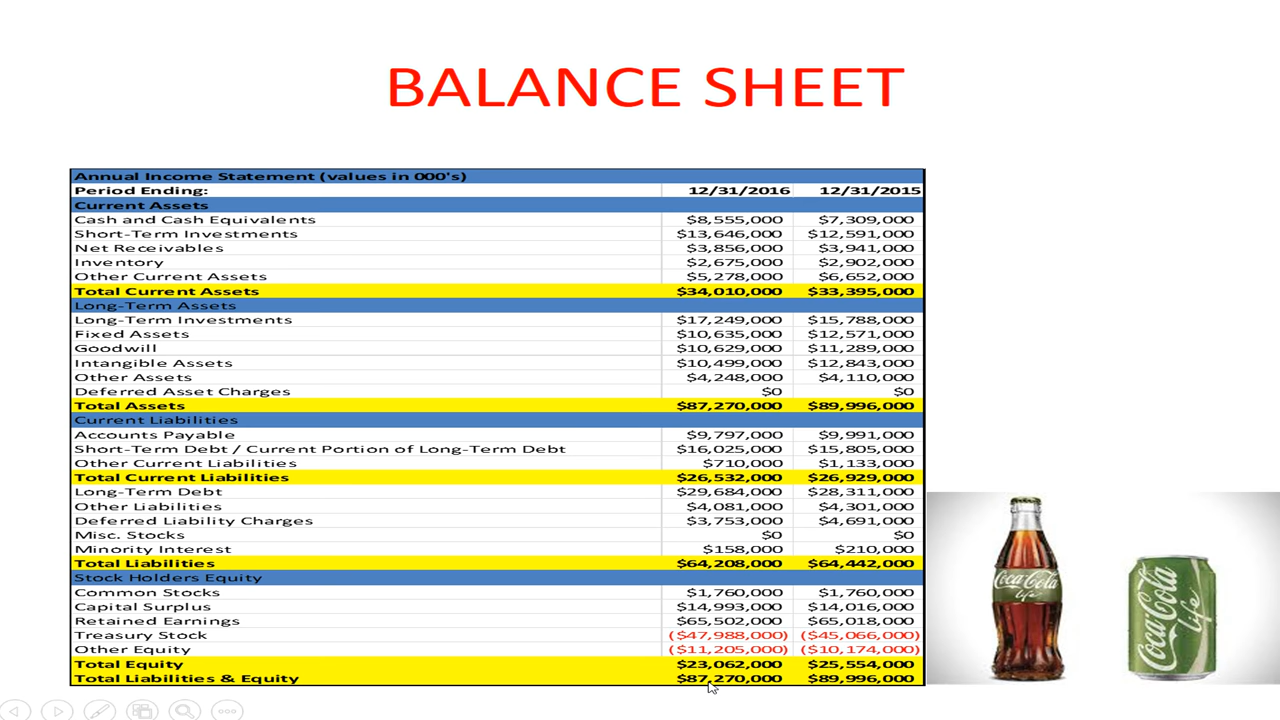 BALANCE SHEET
Annual Income Statement (values in 000's)
Period Ending: 12/31/2016 12/31/2015
Current Assets
Cash and Cash Equivalents $8,555,000 $7,309,000
Short-Term Investments $13,646,000 $12,591,000
Net Receivables $3,856,000 $3,941,000
Inventory $2,675,000 $2,902,000
Other Current Assets $5,278,000 $6,652,000
Total Current Assets $34,010,000 $33,395,000
Long-Term Assets
Long-Term Investments $17,249,000 $15,788,000
Fixed Assets $10,635,000 $12,571,000
Goodwill $10,629,000 $11,289,000
Intangible Assets $10,499,000 $12,843,000
Other Assets $4,248,000 $4,110,000
Deferred Asset Charges $0 $0
Total Assets $87,270,000 $89,996,000
Current Liabilities
Accounts Payable $9,797,000 $9,991,000
Short-Term Debt / Current Portion of Long-Term Debt $16,025,000 $15,805,000
Other Current Liabilities $710,000 $1,133,000
Total Current Liabilities $26,532,000 $26,929,000
Long-Term Debt $29,684,000 $28,311,000
Other Liabilities $4,081,000 $4,301,000
Deferred Liability Charges $3,753,000 $4,691,000
Misc. Stocks $0 $0
Minority Interest $158,000 $210,000
Total Liabilities $64,208,000 $64,442,000
Stock Holders Equity
Common Stocks $1,760,000 $1,760,000
Capital Surplus $14,993,000 $14,016,000
Retained Earnings $65,502,000 $65,018,000
Treasury Stock ($47,988,000) ($45,066,000)
Other Equity ($11,205,000) ($10,174,000)
Total Equity $23,062,000 $25,554,000
Total Liabilities & Equity $87,270,000 $89,996,000
Coca-Cola
life
Coca-Cola
life